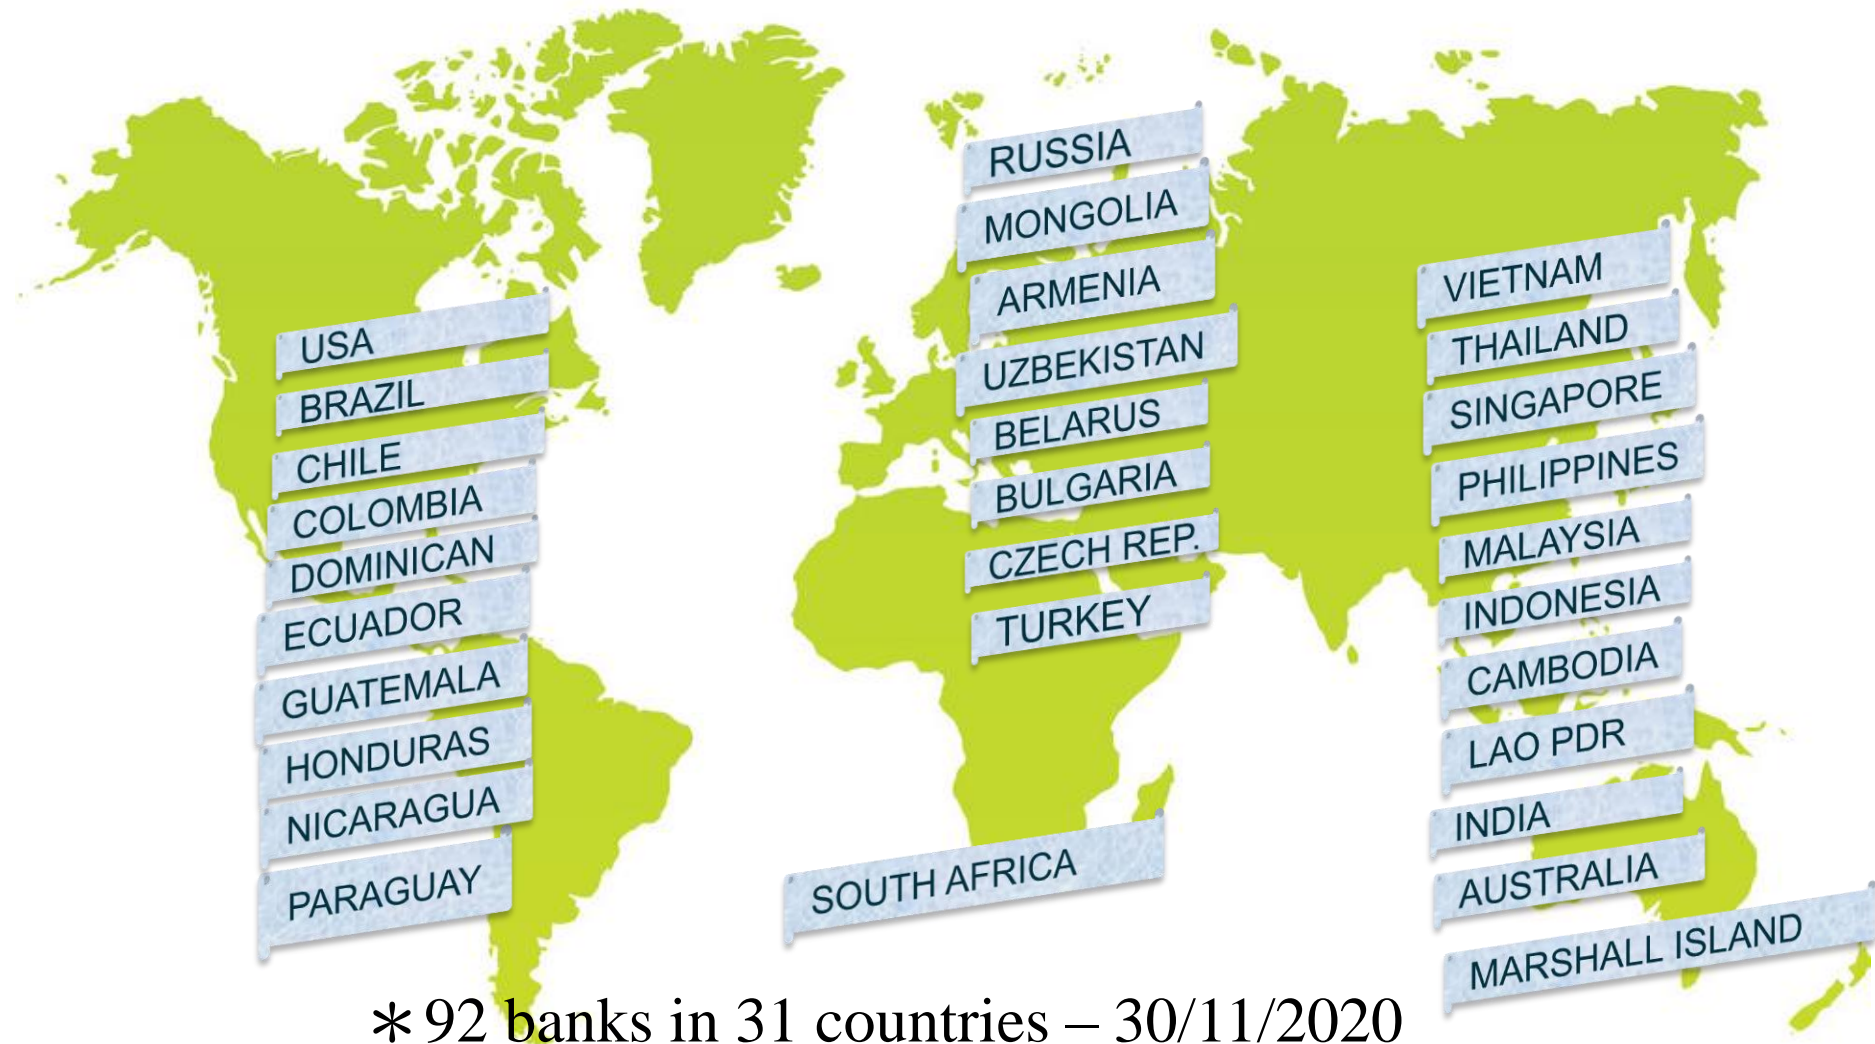 USA
BRAZIL
CHILE
COLOMBIA
DOMINICAN
ECUADOR
GUATEMALA
HONDURAS
NICARAGUA
PARAGUAY
RUSSIA
MONGOLIA
ARMENIA
UZBEKISTAN
BELARUS
BULGARIA
CZECH REP.
TURKEY
SOUTH AFRICA
VIETNAM
THAILAND
SINGAPORE
PHILIPPINES
MALAYSIA
INDONESIA
CAMBODIA
LAO PDR
INDIA
AUSTRALIA
MARSHALL ISLAND
*92 banks in 31 countries – 30/11/2020